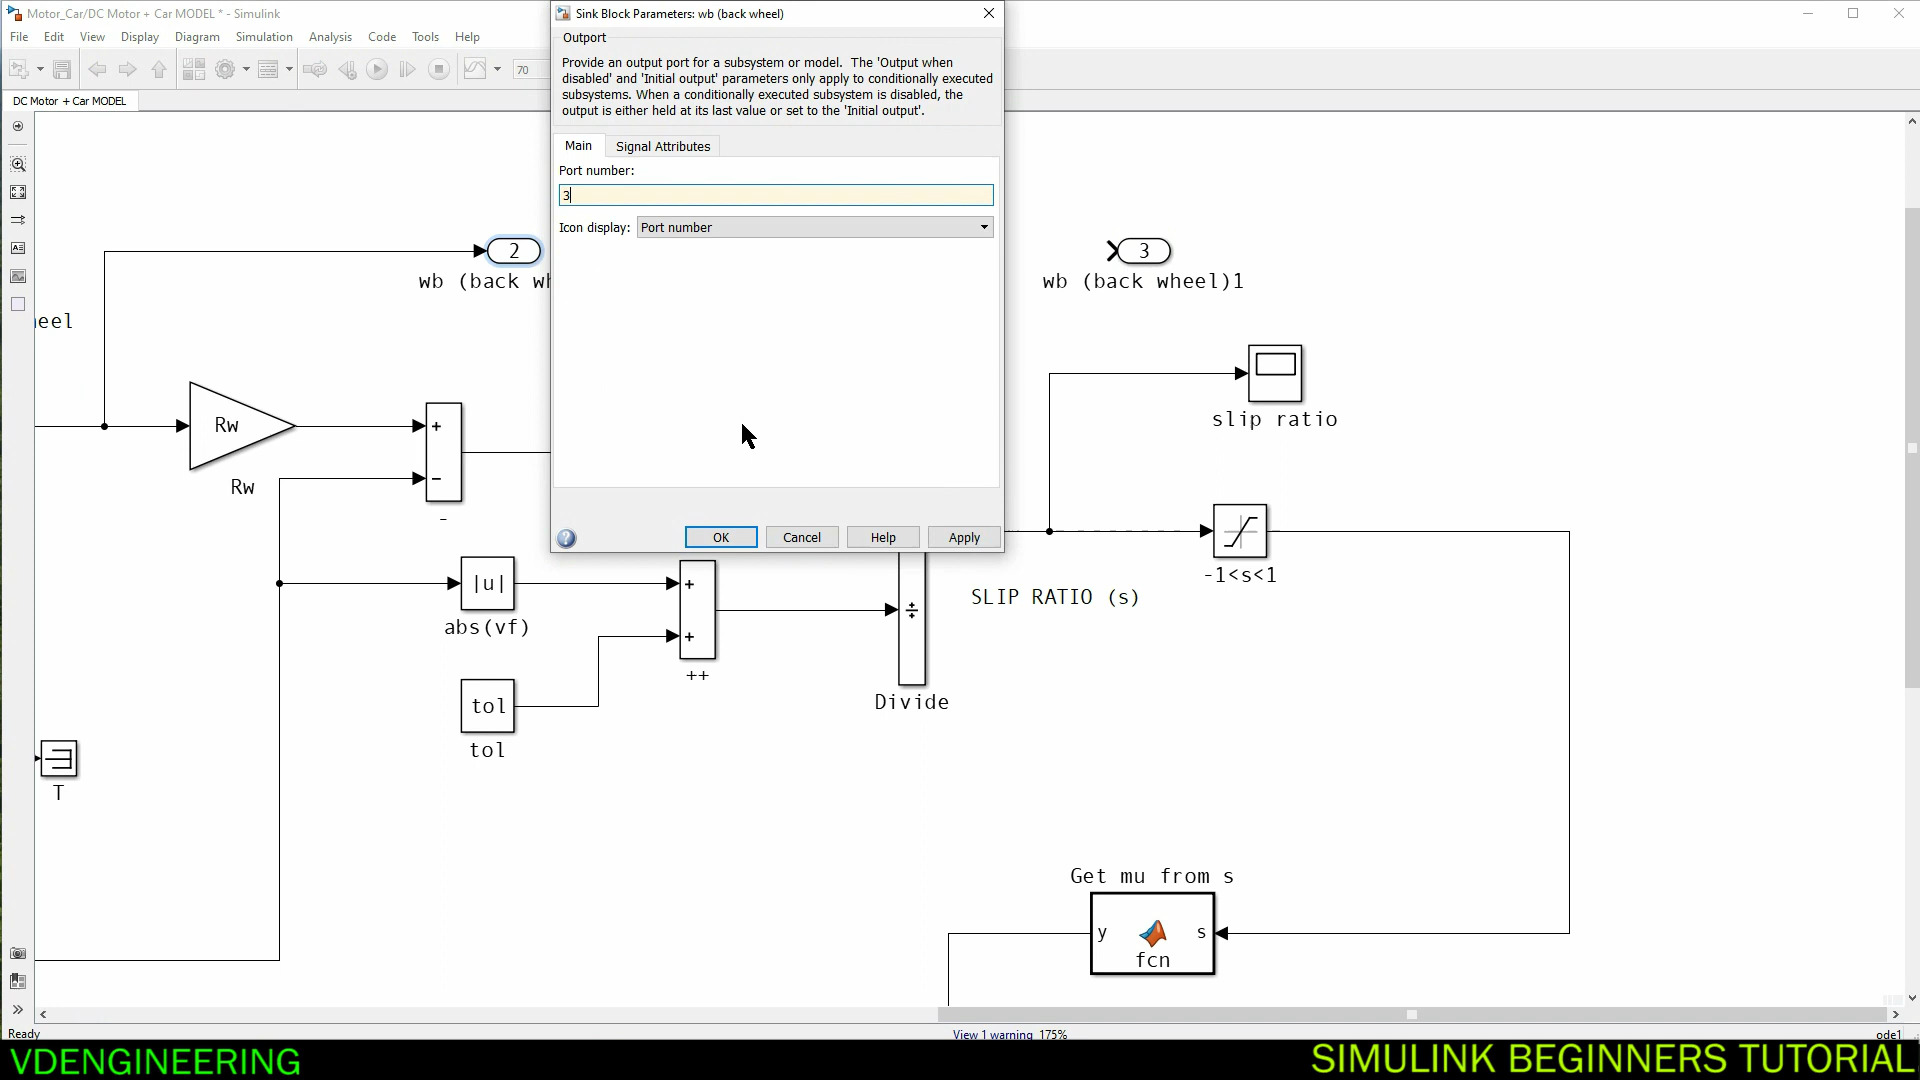 Motor_Car/DC Motor + Car MODEL * - Simulink
File Edit View Display Diagram Simulation Analysis Code Tools Help
70
DC Motor + Car MODEL
Sink Block Parameters: wb (back wheel)
Outport
Provide an output port for a subsystem or model. The 'Output when
disabled' and 'Initial output' parameters only apply to conditionally executed
subsystems. When a conditionally executed subsystem is disabled, the
output is either held at its last value or set to the 'Initial output'.
Main Signal Attributes
Port number:
3
Icon display: Port number
OK Cancel Help Apply
2
wb (back wh
3
wb (back wheel)1
eel
slip ratio
Rw
Rw
+
-
-
-1<s<1
SLIP RATIO (s)
|u|
abs(vf)
+
+
++
÷
Divide
tol
tol
T
Get mu from s
y s
fcn
Ready
View 1 warning 175%
ode1
VDENGINEERING
SIMULINK BEGINNERS TUTORIAL